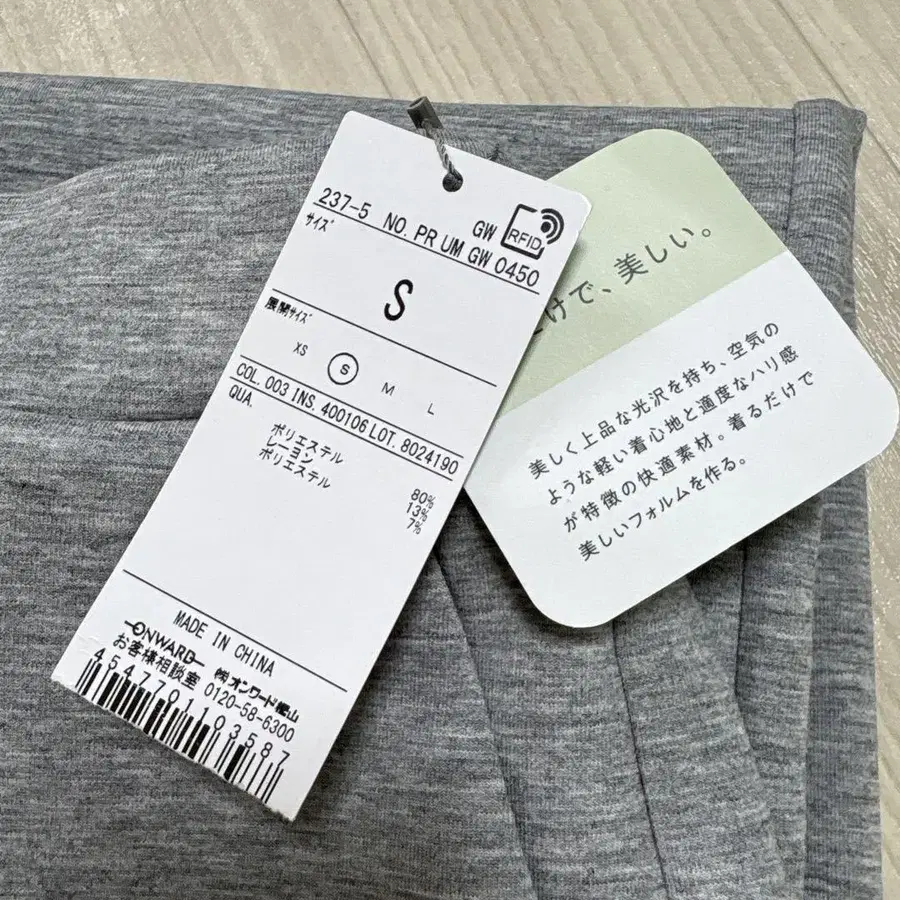 237-5 NO. PR UM GW 0450
GW RFID
サイズ
S
展開サイズ
XS S M L
COL. 003 INS. 400106 LOT. 8024190
QUA.
ポリエステル 80%
レーヨン 13%
ポリエステル 7%
MADE IN CHINA
ONWARD ㈱オンワード樫山
お客様相談室 0120-58-6300
4547701103587
だけで、美しい。
美しく上品な光沢を持ち、空気の
ような軽い着心地と適度なハリ感
が特徴の快適素材。着るだけで
美しいフォルムを作る。